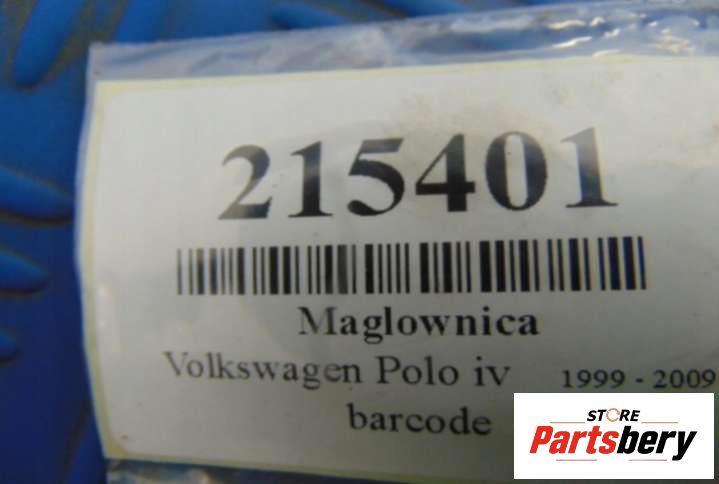 215401
Maglownica
Volkswagen Polo iv 1999 - 2009
barcode
STORE
Partsbery